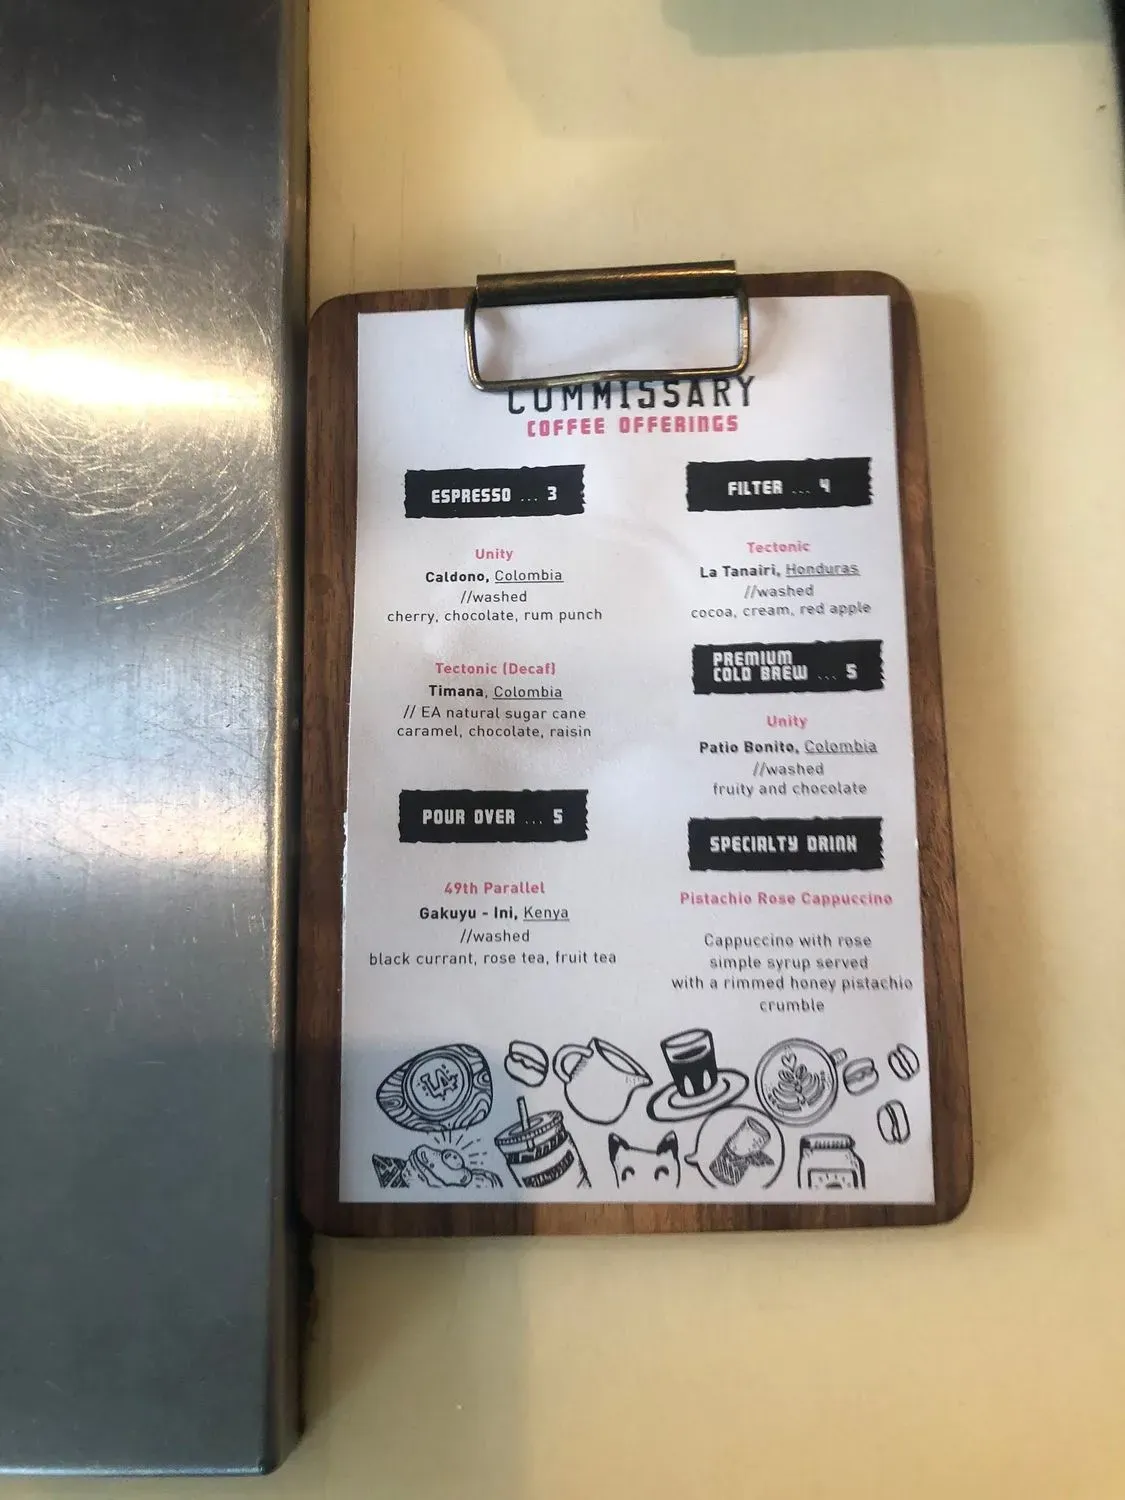 COMMISSARY
COFFEE OFFERINGS
ESPRESSO ... 3
Unity
Caldono, Colombia
//washed
cherry, chocolate, rum punch
Tectonic (Decaf)
Timana, Colombia
// EA natural sugar cane
caramel, chocolate, raisin
POUR OVER ... 5
49th Parallel
Gakuyu - Ini, Kenya
//washed
black currant, rose tea, fruit tea
FILTER ... 4
Tectonic
La Tanairi, Honduras
//washed
cocoa, cream, red apple
PREMIUM
COLD BREW ... 5
Unity
Patio Bonito, Colombia
//washed
fruity and chocolate
SPECIALTY DRINK
Pistachio Rose Cappuccino
Cappuccino with rose
simple syrup served
with a rimmed honey pistachio
crumble
LA